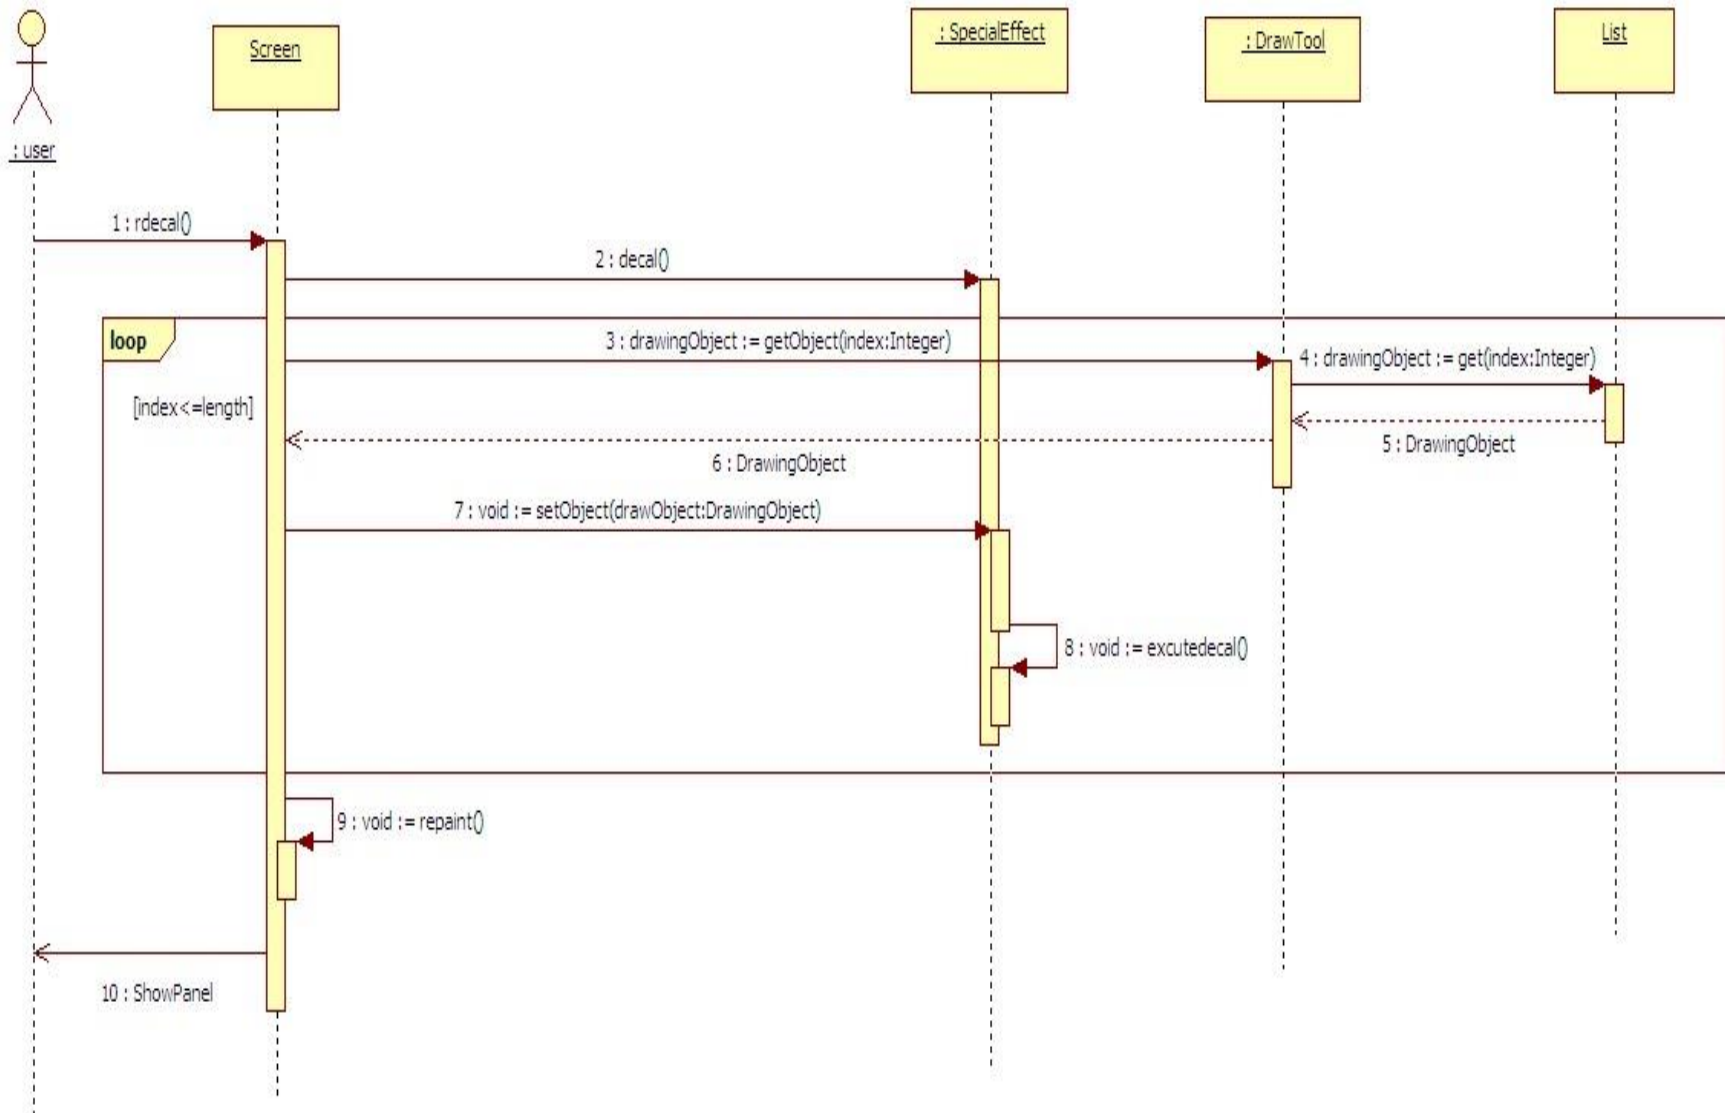 : SpecialEffect
List
Screen
: DrawTool
: user
1 : rdecal()
2 : decal()
loop
3 : drawingObject := getObject(index:Integer)
4 : drawingObject := get(index:Integer)
[index<=length]
5 : DrawingObject
6 : DrawingObject
7 : void := setObject(drawObject:DrawingObject)
8 : void := excutedecal()
9 : void := repaint()
10 : ShowPanel